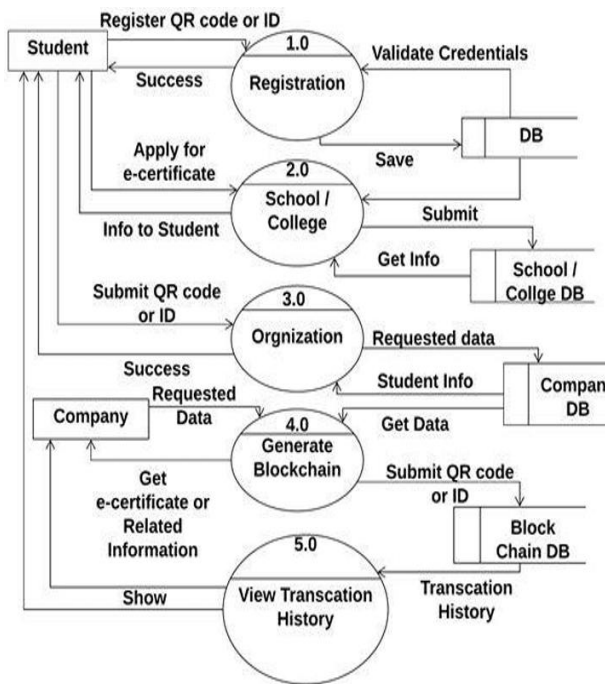 Register QR code or ID
Student
1.0
Registration
Success
Validate Credentials
DB
Save
Apply for
e-certificate
2.0
School /
College
Info to Student
Submit
Get Info
School /
Collge DB
Submit QR code
or ID
3.0
Orgnization
Requested data
Success
Student Info
Requested
Data
Compan
DB
Company
4.0
Generate
Blockchain
Get Data
Get
e-certificate or
Related
Information
Submit QR code
or ID
Block
Chain DB
5.0
View Transcation
History
Transcation
History
Show